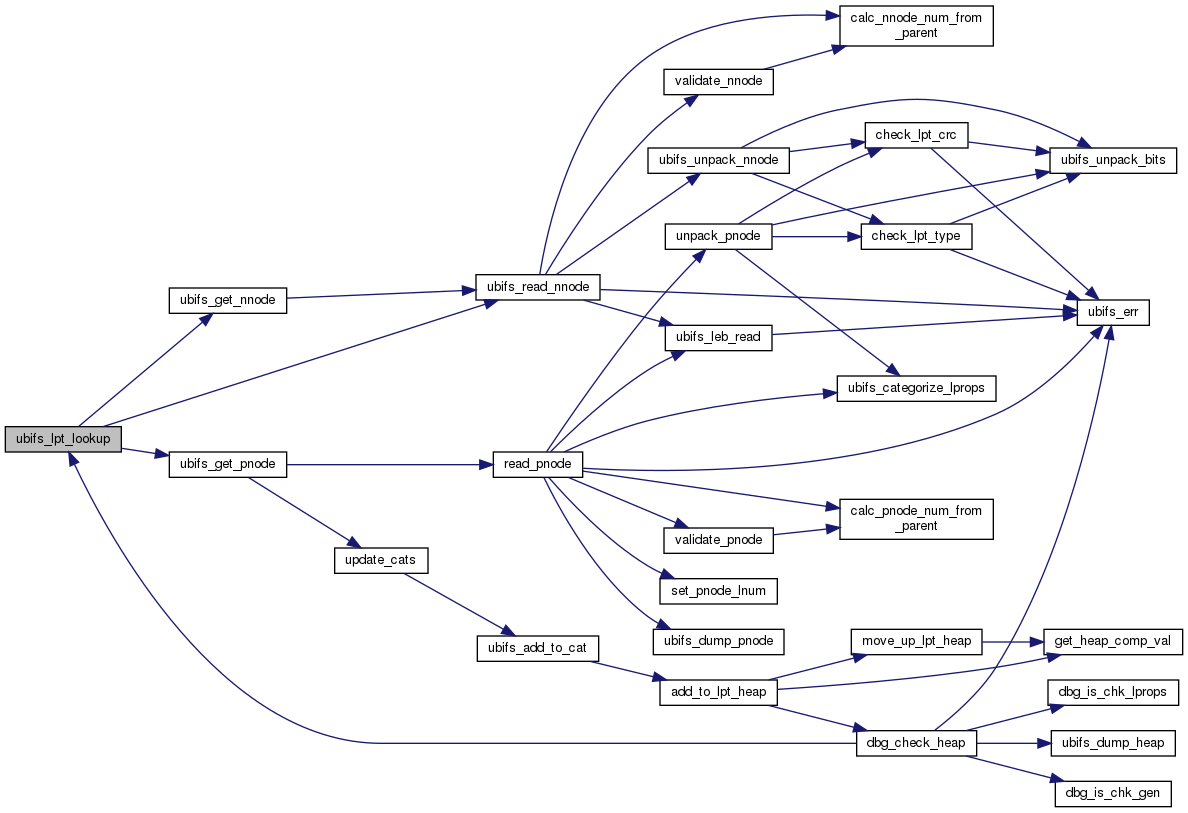 calc_nnode_num_from
_parent
validate_nnode
check_lpt_crc
ubifs_unpack_nnode
ubifs_unpack_bits
unpack_pnode
check_lpt_type
ubifs_read_nnode
ubifs_get_nnode
ubifs_err
ubifs_leb_read
ubifs_categorize_lprops
ubifs_lpt_lookup
ubifs_get_pnode
read_pnode
calc_pnode_num_from
_parent
validate_pnode
update_cats
set_pnode_lnum
ubifs_dump_pnode
move_up_lpt_heap
get_heap_comp_val
ubifs_add_to_cat
add_to_lpt_heap
dbg_is_chk_lprops
dbg_check_heap
ubifs_dump_heap
dbg_is_chk_gen